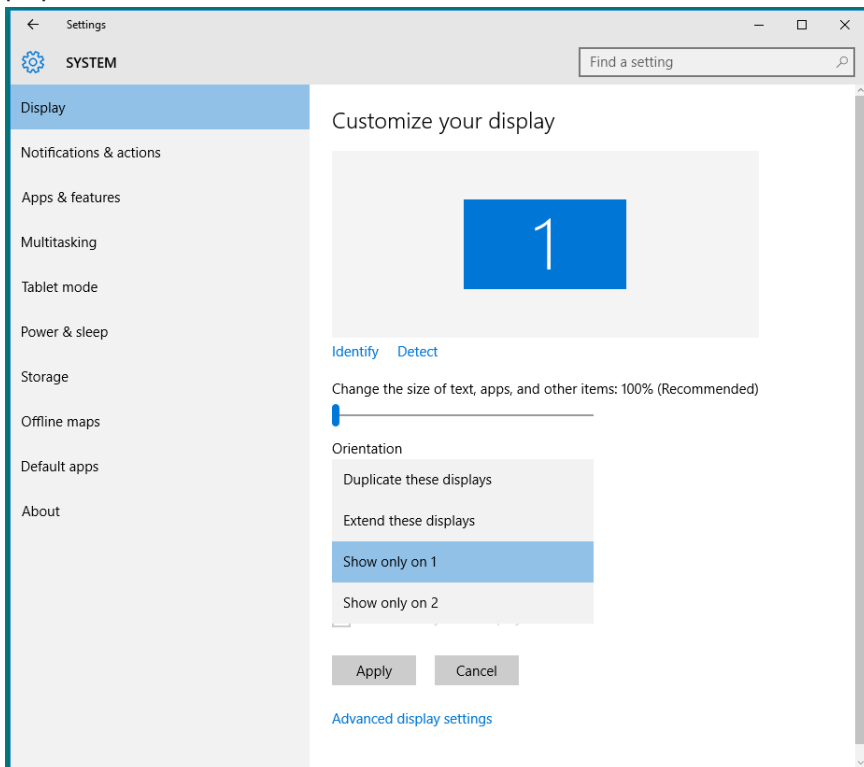 Settings
SYSTEM
Find a setting
Display
Notifications & actions
Apps & features
Multitasking
Tablet mode
Power & sleep
Storage
Offline maps
Default apps
About
Customize your display
1
Identify Detect
Change the size of text, apps, and other items: 100% (Recommended)
Orientation
Duplicate these displays
Extend these displays
Show only on 1
Show only on 2
Apply Cancel
Advanced display settings